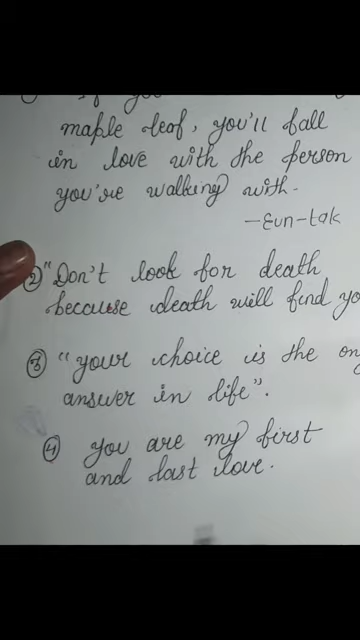 maple leaf, you'll fall
in love with the person
you're walking with.
-Eun-tak
② "Don't look for death
because death will find
③ "your choice is the
answer in life".
④ you are my first
and last love.